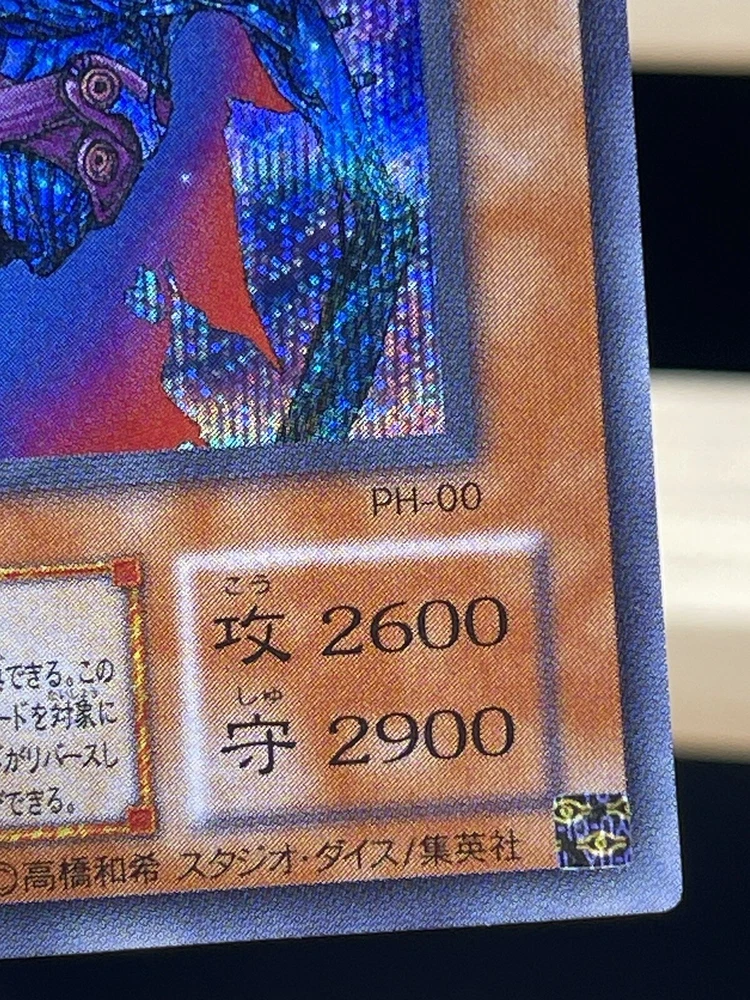 PH-00
こう
攻 2600
しゅ
守 2900
できる。この
ードを対象に
がリバースし
できる。
©高橋和希 スタジオ・ダイス/集英社